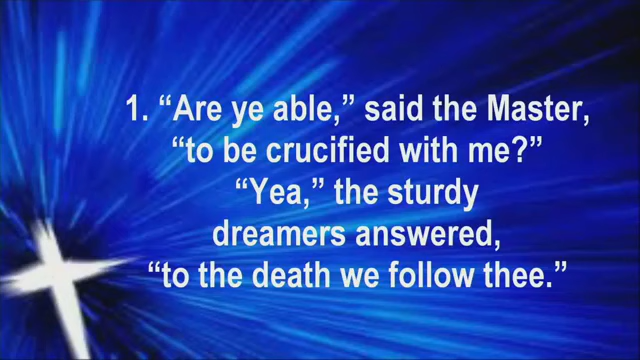 1. “Are ye able,” said the Master,
“to be crucified with me?”
“Yea,” the sturdy
dreamers answered,
“to the death we follow thee.”